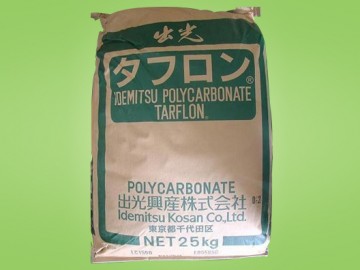 出光
タフロン®
IDEMITSU POLYCARBONATE
TARFLON®
POLYCARBONATE
出光興産株式会社
Idemitsu Kosan Co.,Ltd.
東京都千代田区
NET 25kg